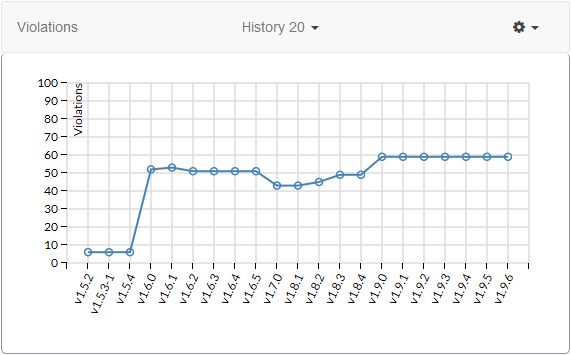 Violations
History 20
Violations
100
90
80
70
60
50
40
30
20
10
0
v1.5.2
v1.5.3-1
v1.5.4
v1.6.0
v1.6.1
v1.6.2
v1.6.3
v1.6.4
v1.6.5
v1.7.0
v1.8.1
v1.8.2
v1.8.3
v1.8.4
v1.9.0
v1.9.1
v1.9.2
v1.9.3
v1.9.4
v1.9.5
v1.9.6